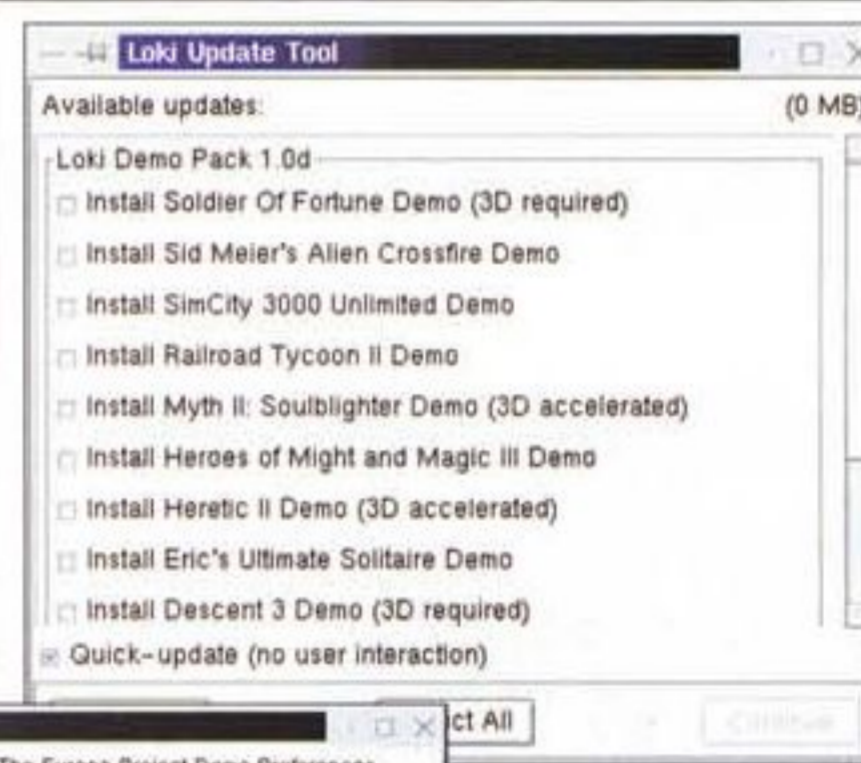 Loki Update Tool
Available updates: (0 MB)
Loki Demo Pack 1.0d
Install Soldier Of Fortune Demo (3D required)
Install Sid Meier's Alien Crossfire Demo
Install SimCity 3000 Unlimited Demo
Install Railroad Tycoon II Demo
Install Myth II: Soulblighter Demo (3D accelerated)
Install Heroes of Might and Magic III Demo
Install Heretic II Demo (3D accelerated)
Install Eric's Ultimate Solitaire Demo
Install Descent 3 Demo (3D required)
Quick-update (no user interaction)
ct All Continue